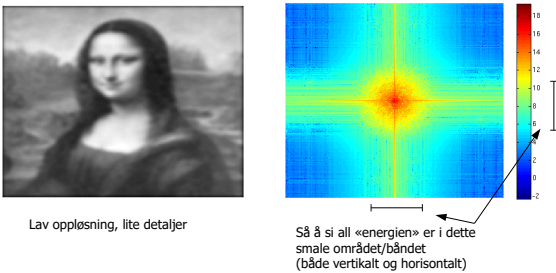 18
16
14
12
10
8
6
4
2
0
-2
Lav oppløsning, lite detaljer
Så å si all «energien» er i dette
smale området/båndet
(både vertikalt og horisontalt)